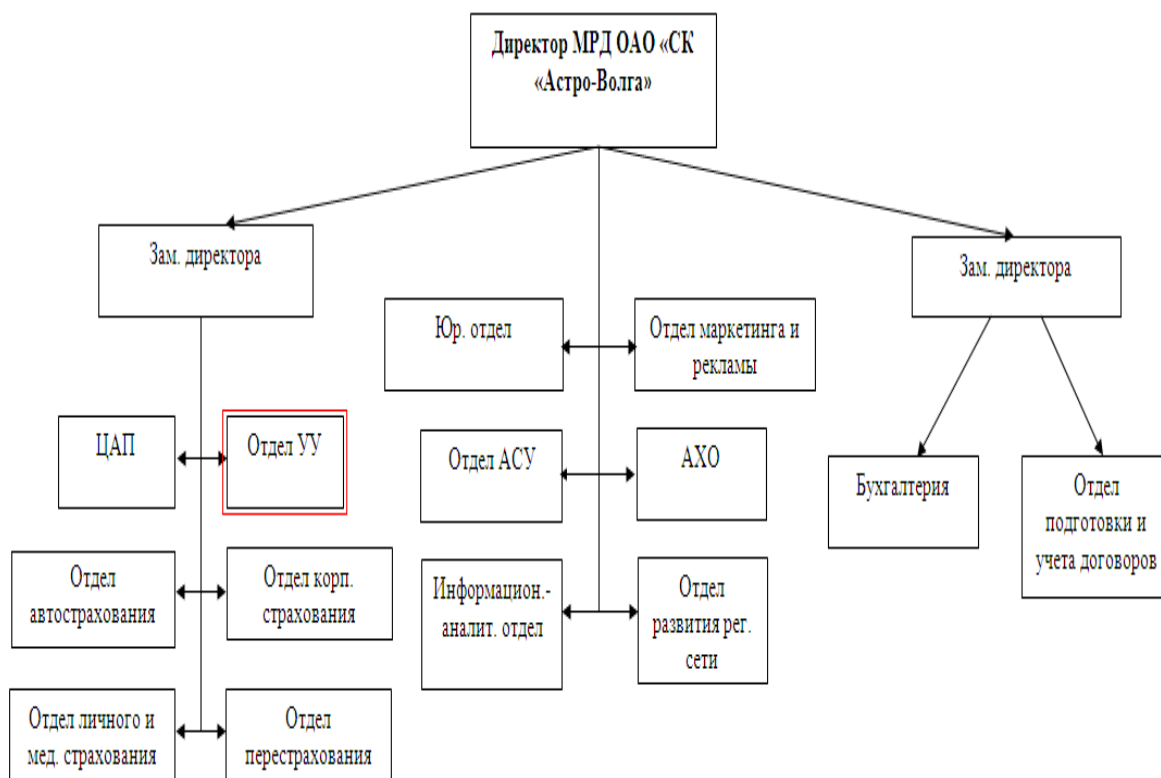 Директор МРД ОАО «СК
«Астро-Волга»
Зам. директора
Зам. директора
Юр. отдел
Отдел маркетинга и
рекламы
ЦАП
Отдел УУ
Отдел АСУ
АХО
Бухгалтерия
Отдел
подготовки и
учета договоров
Отдел
автострахования
Отдел корп.
страхования
Информацион.-
аналит. отдел
Отдел
развития рег.
сети
Отдел личного и
мед. страхования
Отдел
перестрахования